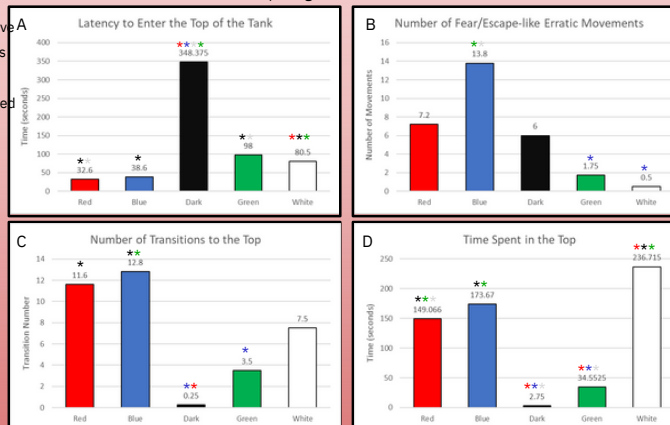 ve
s
ed
A
Latency to Enter the Top of the Tank
Time (seconds)
400
350
300
250
200
150
100
50
0
* *
32.6
*
38.6
* * * *
348.375
* *
98
* * *
80.5
Red Blue Dark Green White
B
Number of Fear/Escape-like Erratic Movements
Number of Movements
16
14
12
10
8
6
4
2
0
7.2
* *
13.8
6
*
1.75
*
0.5
Red Blue Dark Green White
C
Number of Transitions to the Top
Transition Number
14
12
10
8
6
4
2
0
*
11.6
* *
12.8
* *
0.25
*
3.5
7.5
Red Blue Dark Green White
D
Time Spent in the Top
Time (seconds)
250
200
150
100
50
0
* * *
149.066
* *
173.67
* * *
2.75
* * *
34.5525
* * *
236.715
Red Blue Dark Green White